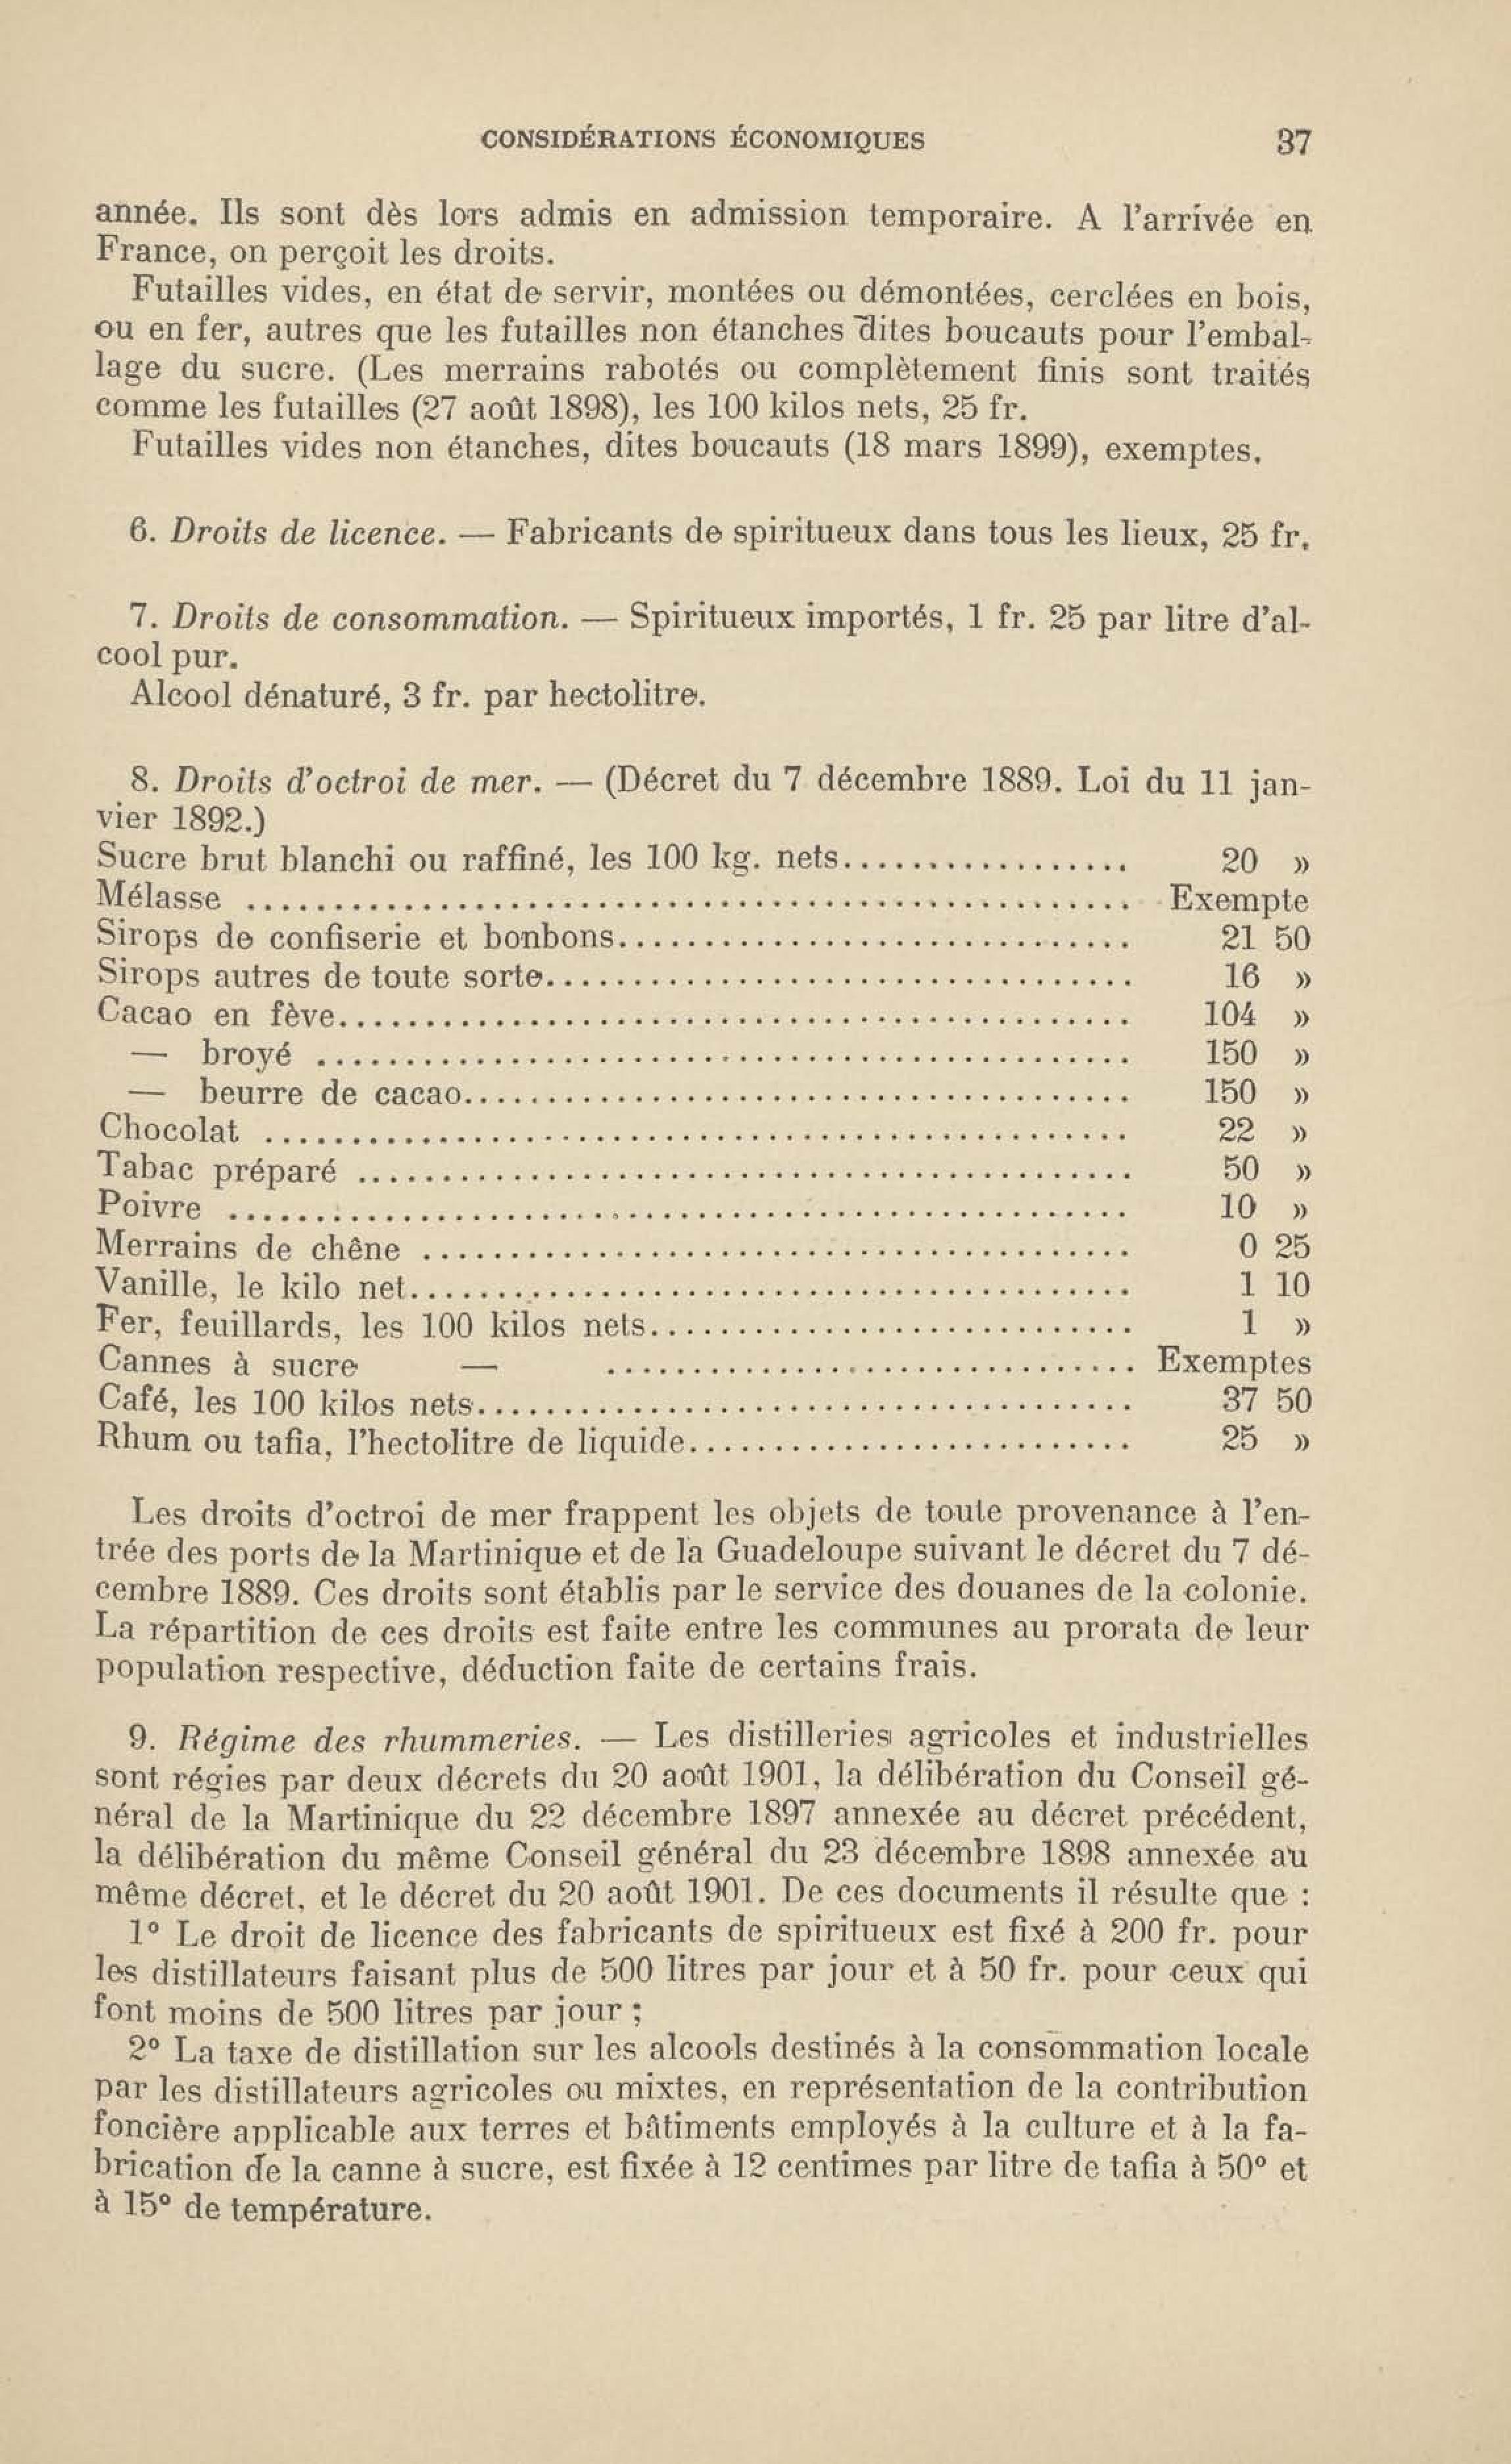 CONSIDÉRATIONS ÉCONOMIQUES 37
année. Ils sont dès lors admis en admission temporaire. A l'arrivée en
France, on perçoit les droits.
Futailles vides, en état de servir, montées ou démontées, cerclées en bois,
ou en fer, autres que les futailles non étanches dites boucauts pour l'embal-
lage du sucre. (Les merrains rabotés ou complètement finis sont traités
comme les futailles (27 août 1898), les 100 kilos nets, 25 fr.
Futailles vides non étanches, dites boucauts (18 mars 1899), exemptes.
6. Droits de licence. — Fabricants de spiritueux dans tous les lieux, 25 fr.
7. Droits de consommation. — Spiritueux importés, 1 fr. 25 par litre d'al-
cool pur.
Alcool dénaturé, 3 fr. par hectolitre.
8. Droits d'octroi de mer. — (Décret du 7 décembre 1889. Loi du 11 jan-
vier 1892.)
Sucre brut blanchi ou raffiné, les 100 kg. nets................. 20 »
Mélasse .................................................. Exempte
Sirops de confiserie et bonbons.............................. 21 50
Sirops autres de toute sorte.................................. 16 »
Cacao en fève.............................................. 104 »
— broyé .............................................. 150 »
— beurre de cacao....................................... 150 »
Chocolat ................................................. 22 »
Tabac préparé ............................................ 50 »
Poivre ................................................... 10 »
Merrains de chêne ........................................ 0 25
Vanille, le kilo net.......................................... 1 10
Fer, feuillards, les 100 kilos nets............................ 1 »
Cannes à sucre — .............................. Exemptes
Café, les 100 kilos nets...................................... 37 50
Rhum ou tafia, l'hectolitre de liquide.......................... 25 »
Les droits d'octroi de mer frappent les objets de toute provenance à l'en-
trée des ports de la Martinique et de la Guadeloupe suivant le décret du 7 dé-
cembre 1889. Ces droits sont établis par le service des douanes de la colonie.
La répartition de ces droits est faite entre les communes au prorata de leur
population respective, déduction faite de certains frais.
9. Régime des rhummeries. — Les distilleries agricoles et industrielles
sont régies par deux décrets du 20 août 1901, la délibération du Conseil gé-
néral de la Martinique du 22 décembre 1897 annexée au décret précédent,
la délibération du même Conseil général du 23 décembre 1898 annexée au
même décret, et le décret du 20 août 1901. De ces documents il résulte que :
1° Le droit de licence des fabricants de spiritueux est fixé à 200 fr. pour
les distillateurs faisant plus de 500 litres par jour et à 50 fr. pour ceux qui
font moins de 500 litres par jour ;
2° La taxe de distillation sur les alcools destinés à la consommation locale
par les distillateurs agricoles ou mixtes, en représentation de la contribution
foncière applicable aux terres et bâtiments employés à la culture et à la fa-
brication de la canne à sucre, est fixée à 12 centimes par litre de tafia à 50° et
à 15° de température.